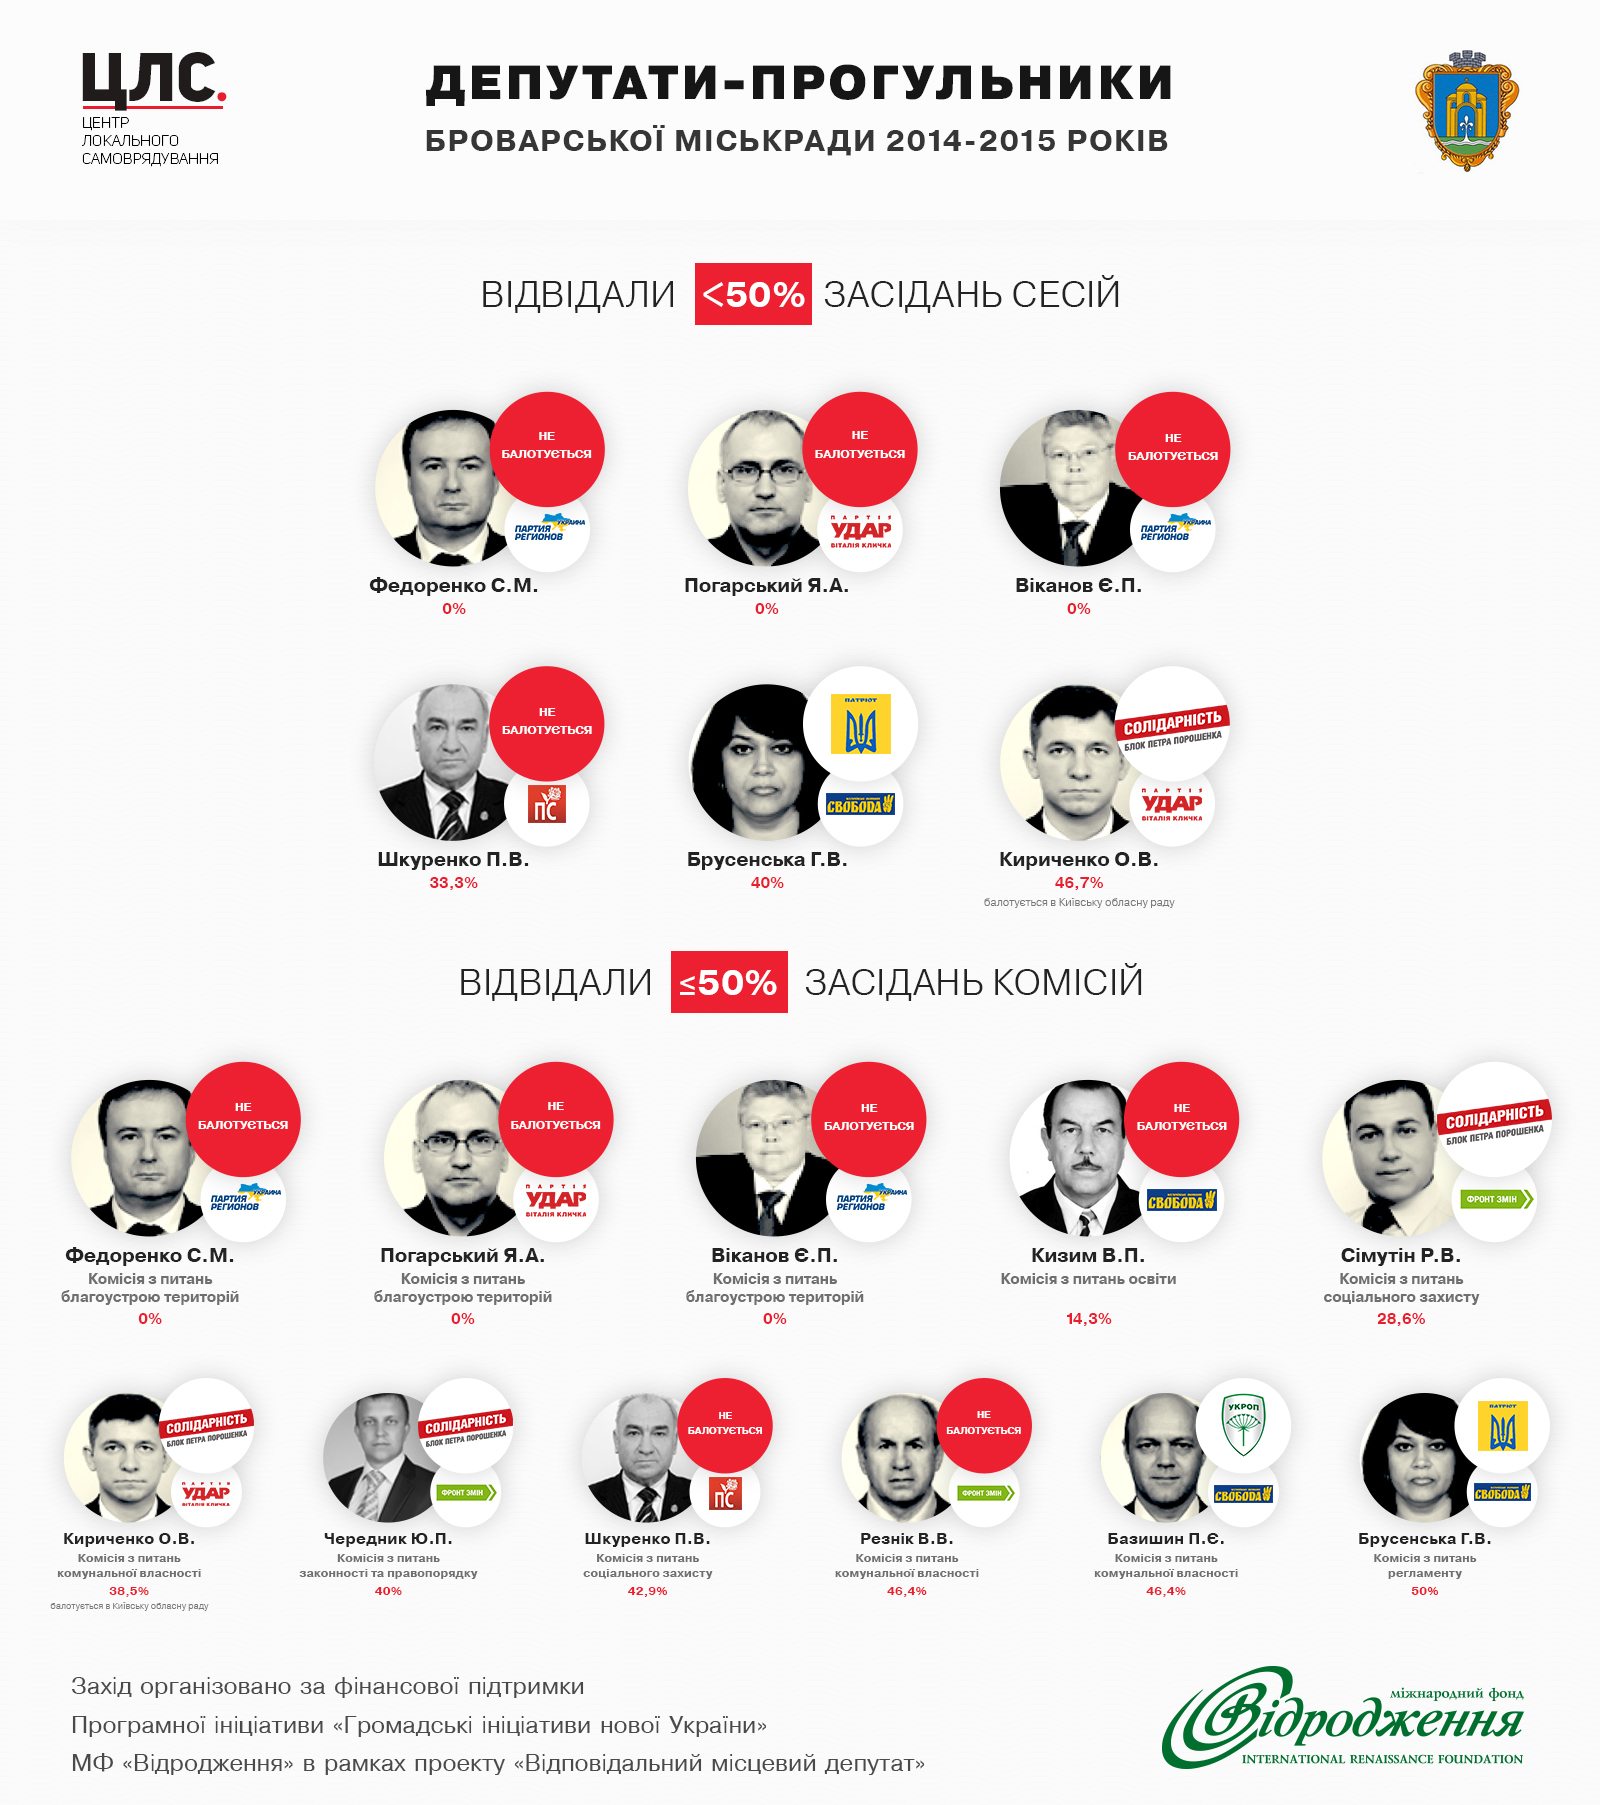 ЦЛС.
ЦЕНТР
ЛОКАЛЬНОГО
САМОВРЯДУВАННЯ
ДЕПУТАТИ-ПРОГУЛЬНИКИ
БРОВАРСЬКОЇ МІСЬКРАДИ 2014-2015 РОКІВ
ВІДВІДАЛИ <50% ЗАСІДАНЬ СЕСІЙ
НЕ
БАЛОТУЄТЬСЯ
ПАРТИЯ УКРАИНА
РЕГИОНОВ
Федоренко С.М.
0%
НЕ
БАЛОТУЄТЬСЯ
ПАРТІЯ
УДАР
ВІТАЛІЯ КЛИЧКА
Погарський Я.А.
0%
НЕ
БАЛОТУЄТЬСЯ
ПАРТИЯ УКРАИНА
РЕГИОНОВ
Віканов Є.П.
0%
НЕ
БАЛОТУЄТЬСЯ
ПС
Шкуренко П.В.
33,3%
ПАТРІОТ
СВОБОДА
Брусенська Г.В.
40%
СОЛІДАРНІСТЬ
БЛОК ПЕТРА ПОРОШЕНКА
ПАРТІЯ
УДАР
ВІТАЛІЯ КЛИЧКА
Кириченко О.В.
46,7%
балотується в Київську обласну раду
ВІДВІДАЛИ ≤50% ЗАСІДАНЬ КОМІСІЙ
НЕ
БАЛОТУЄТЬСЯ
ПАРТИЯ УКРАИНА
РЕГИОНОВ
Федоренко С.М.
Комісія з питань
благоустрою територій
0%
НЕ
БАЛОТУЄТЬСЯ
ПАРТІЯ
УДАР
ВІТАЛІЯ КЛИЧКА
Погарський Я.А.
Комісія з питань
благоустрою територій
0%
НЕ
БАЛОТУЄТЬСЯ
ПАРТИЯ УКРАИНА
РЕГИОНОВ
Віканов Є.П.
Комісія з питань
благоустрою територій
0%
НЕ
БАЛОТУЄТЬСЯ
СВОБОДА
Кизим В.П.
Комісія з питань освіти
14,3%
СОЛІДАРНІСТЬ
БЛОК ПЕТРА ПОРОШЕНКА
ФРОНТ ЗМІН
Сімутін Р.В.
Комісія з питань
соціального захисту
28,6%
СОЛІДАРНІСТЬ
БЛОК ПЕТРА ПОРОШЕНКА
ПАРТІЯ
УДАР
ВІТАЛІЯ КЛИЧКА
Кириченко О.В.
Комісія з питань
комунальної власності
38,5%
балотується в Київську обласну раду
СОЛІДАРНІСТЬ
БЛОК ПЕТРА ПОРОШЕНКА
ФРОНТ ЗМІН
Чередник Ю.П.
Комісія з питань
законності та правопорядку
40%
НЕ
БАЛОТУЄТЬСЯ
ПС
Шкуренко П.В.
Комісія з питань
соціального захисту
42,9%
НЕ
БАЛОТУЄТЬСЯ
ФРОНТ ЗМІН
Резнік В.В.
Комісія з питань
комунальної власності
46,4%
УКРОП
СВОБОДА
Базишин П.Є.
Комісія з питань
комунальної власності
46,4%
ПАТРІОТ
СВОБОДА
Брусенська Г.В.
Комісія з питань
регламенту
50%
Захід організовано за фінансової підтримки
Програмної ініціативи «Громадські ініціативи нової України»
МФ «Відродження» в рамках проекту «Відповідальний місцевий депутат»
міжнародний фонд
Відродження
INTERNATIONAL RENAISSANCE FOUNDATION